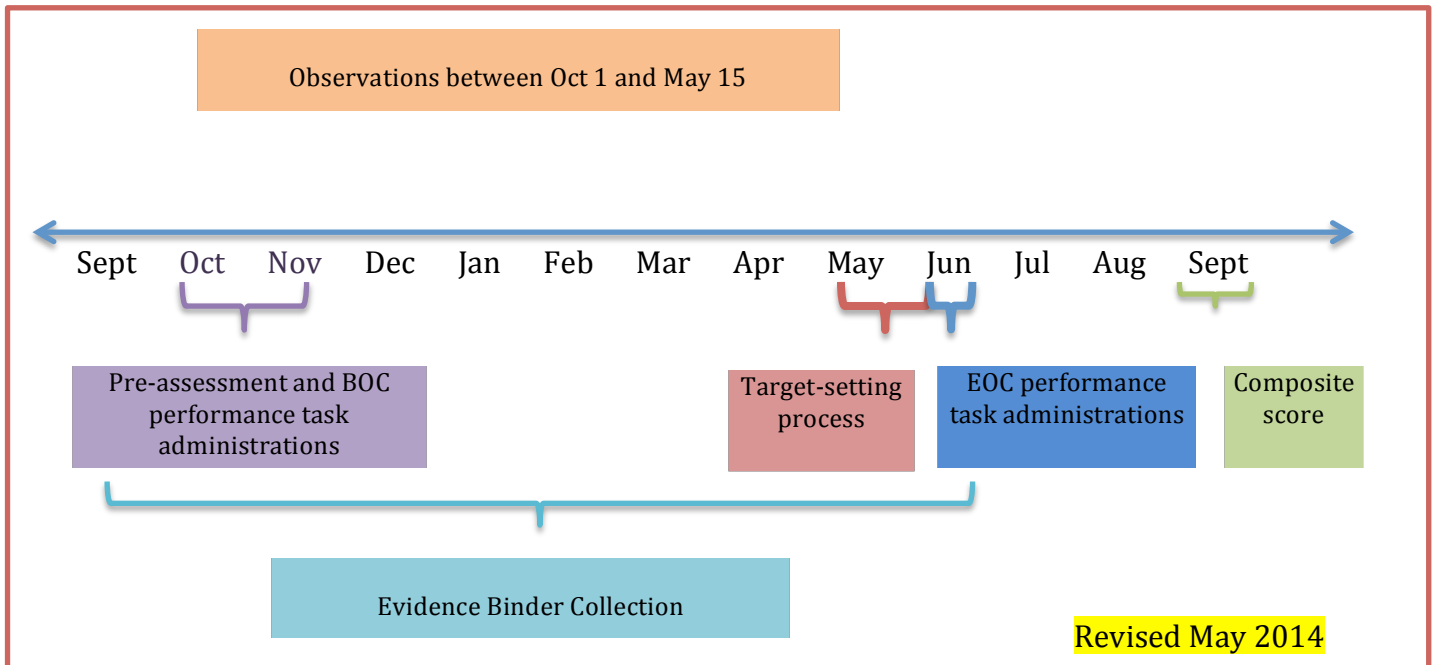 Observations between Oct 1 and May 15
Sept Oct Nov Dec Jan Feb Mar Apr May Jun Jul Aug Sept
Pre-assessment and BOC
performance task
administrations
Target-setting
process
EOC performance
task administrations
Composite
score
Evidence Binder Collection
Revised May 2014